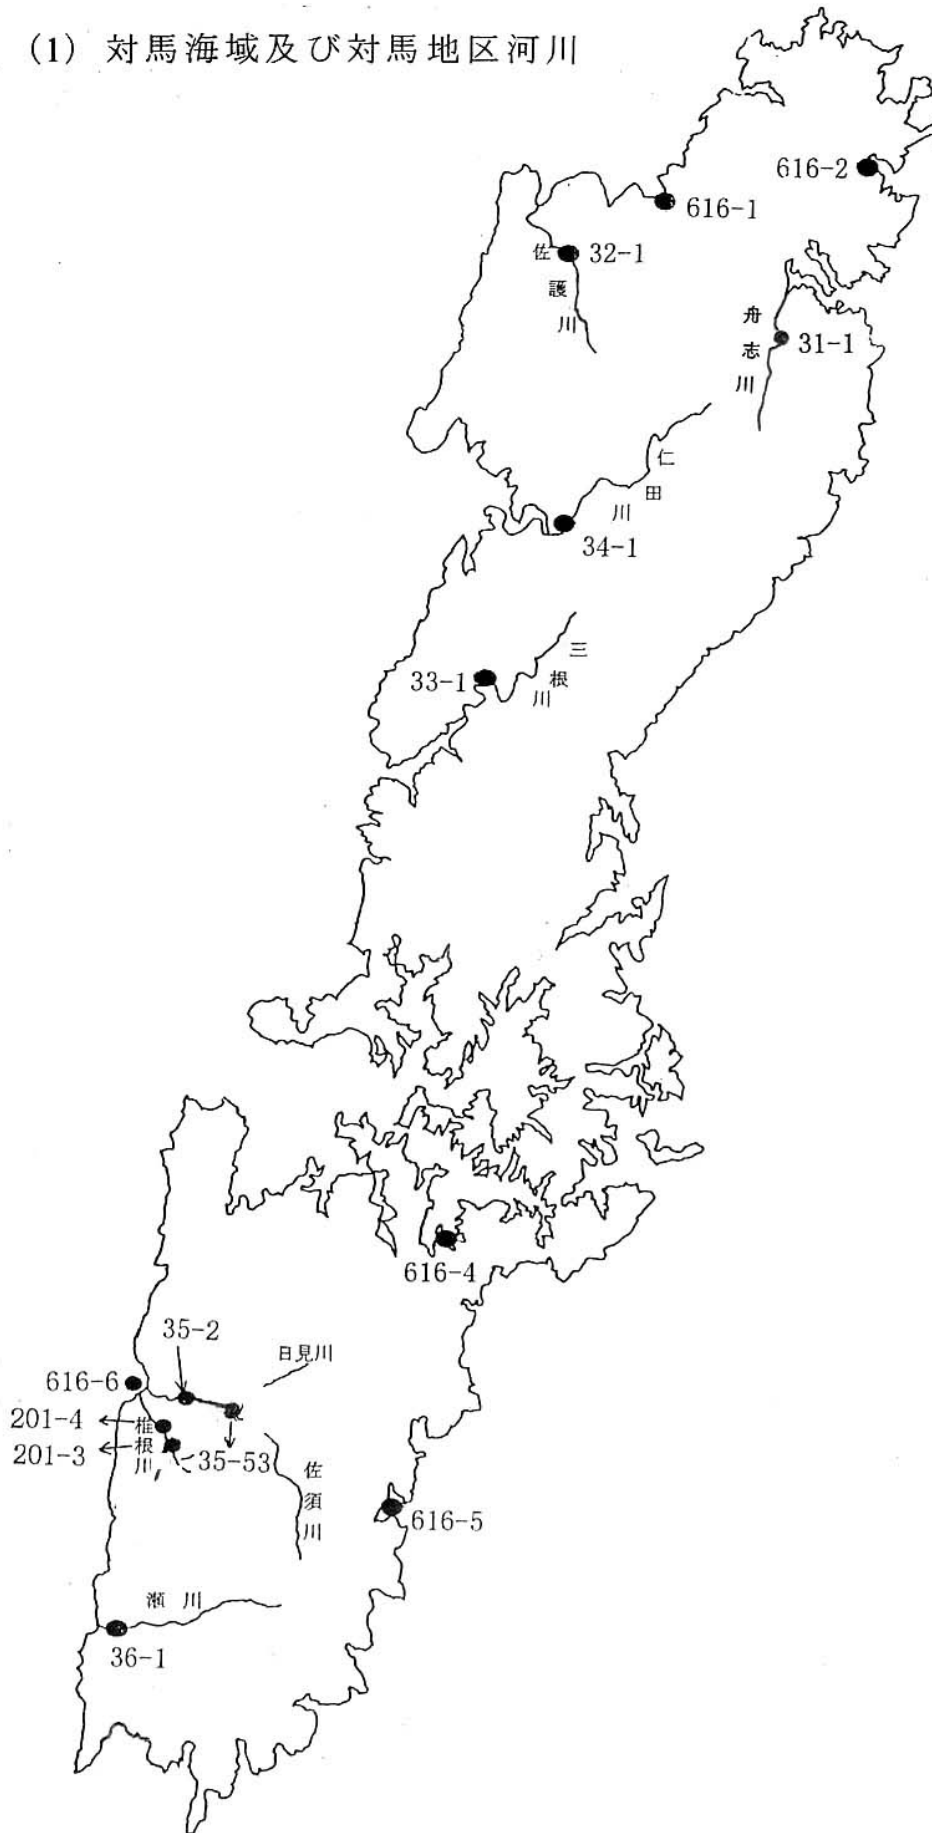 (1) 対馬海域及び対馬地区河川
616-2
616-1
佐護川
32-1
舟志川
31-1
仁田川
34-1
三根川
33-1
616-4
35-2
日見川
616-6
201-4
椎根川
201-3
35-53
佐須川
616-5
瀬川
36-1